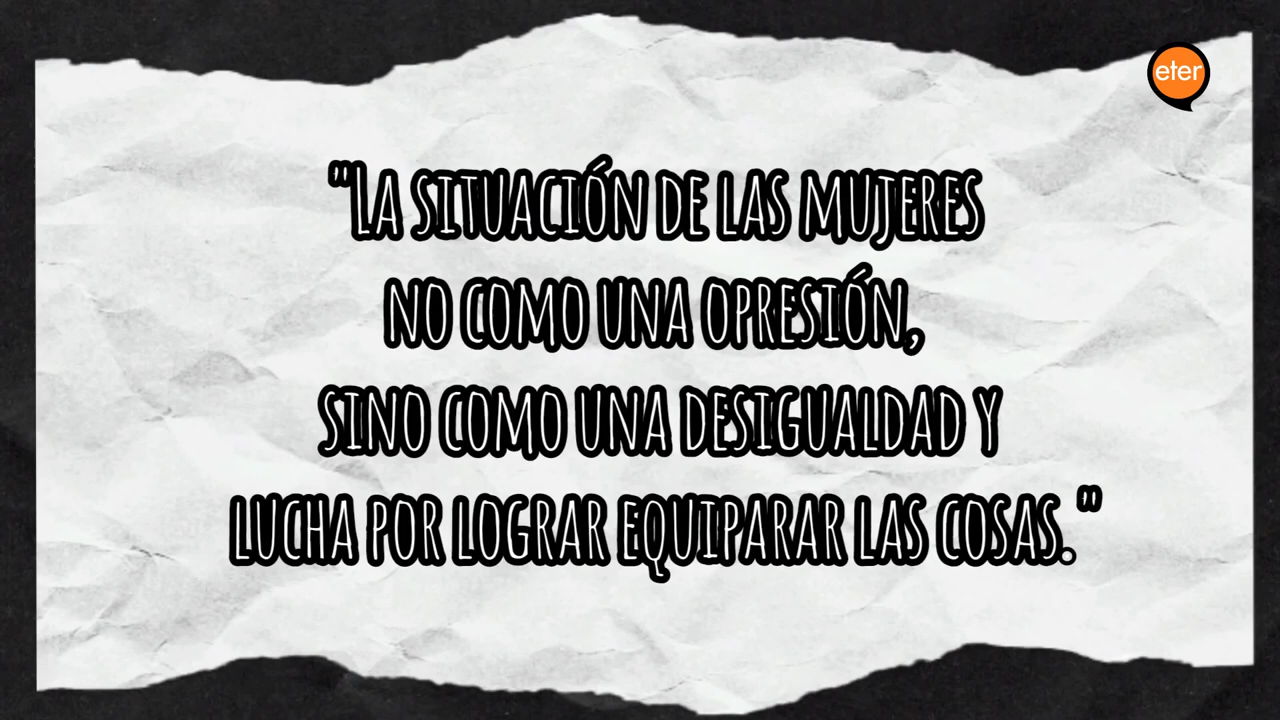 eter
"La situación de las mujeres
no como una opresión,
sino como una desigualdad y
lucha por lograr equiparar las cosas."